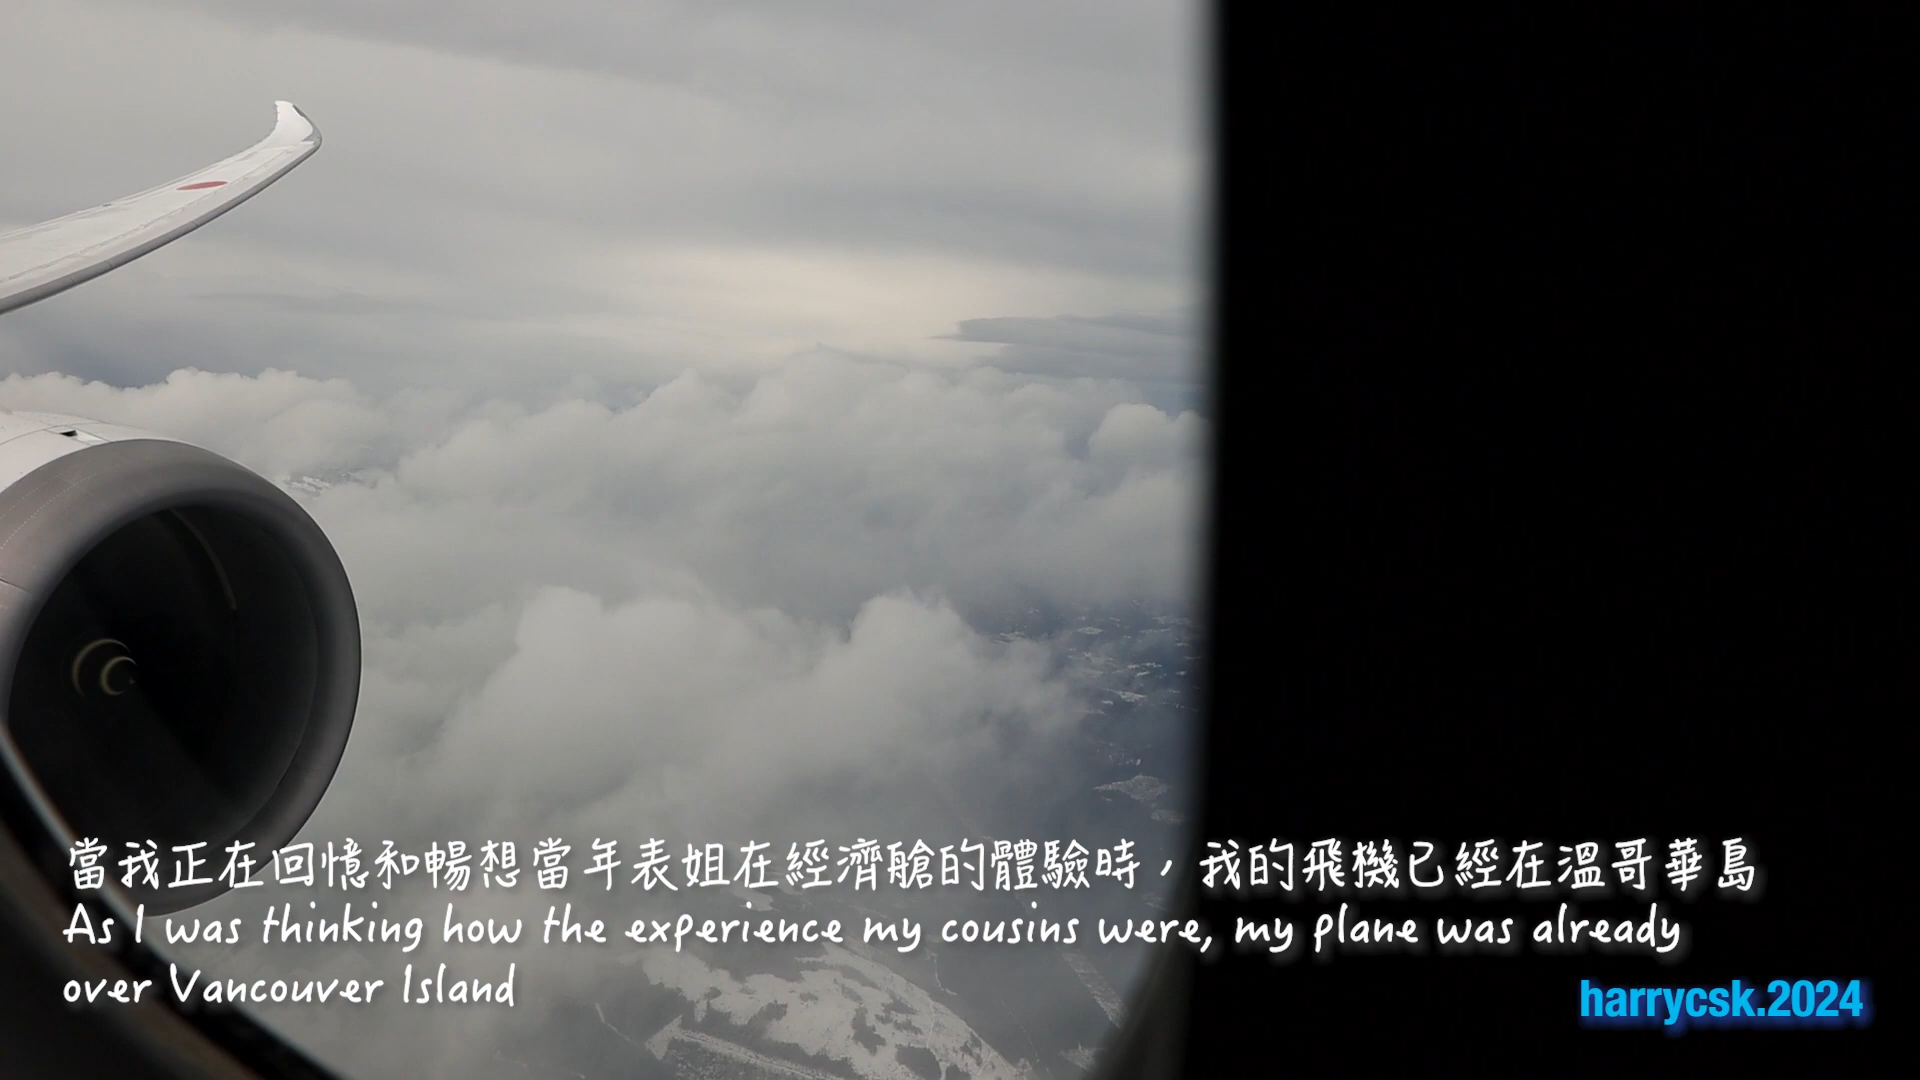 當我正在回憶和暢想當年表姐在經濟艙的體驗時，我的飛機已經在溫哥華島
As I was thinking how the experience my cousins were, my plane was already
over Vancouver Island
harrycsk.2024